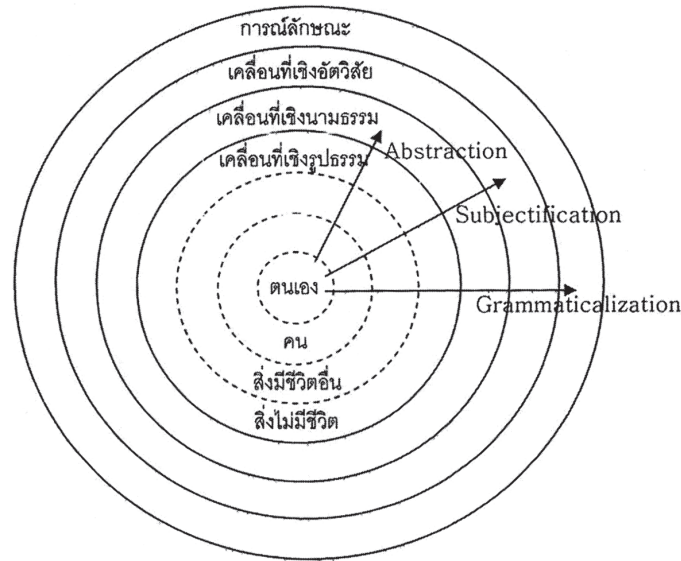 การณ์ลักษณะ
เคลื่อนที่เชิงอัตวิสัย
เคลื่อนที่เชิงนามธรรม
เคลื่อนที่เชิงรูปธรรม
Abstraction
Subjectification
ตนเอง
Grammaticalization
คน
สิ่งมีชีวิตอื่น
สิ่งไม่มีชีวิต